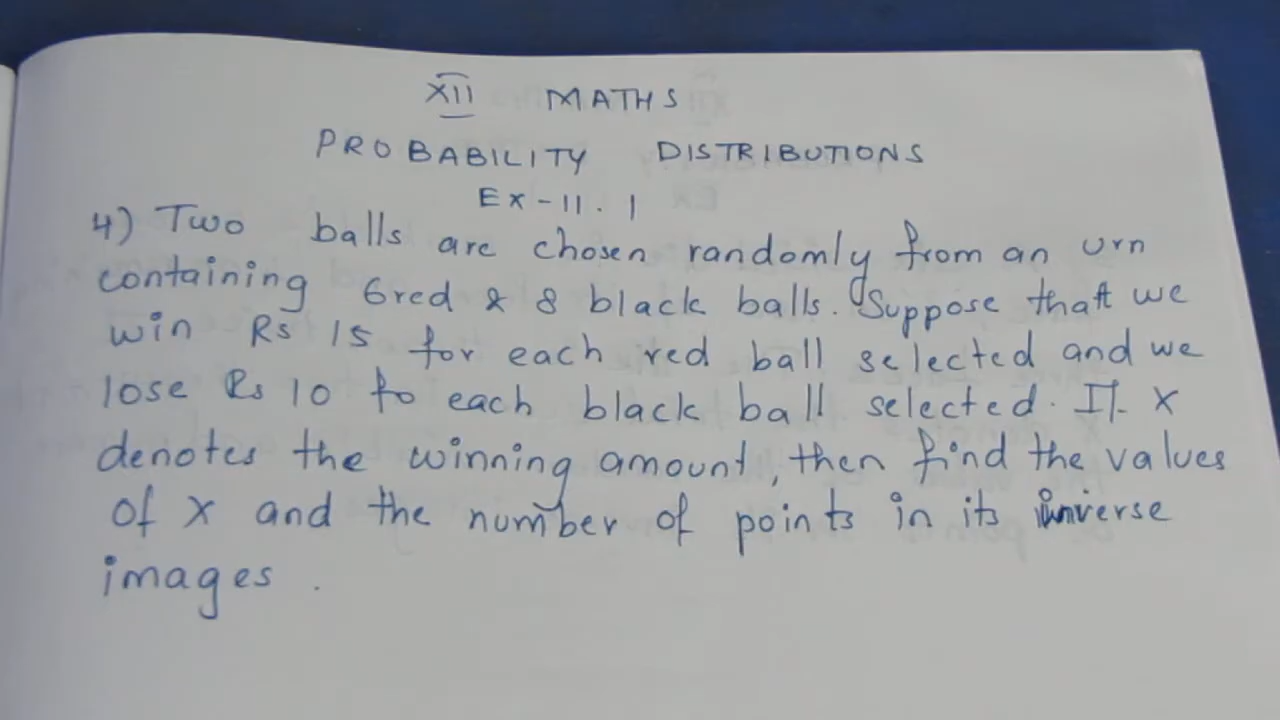 XII MATHS
PROBABILITY DISTRIBUTIONS
Ex - 11.1
4) Two balls are chosen randomly from an urn
containing 6 red & 8 black balls. Suppose that we
win Rs 15 for each red ball selected and we
lose Rs 10 fo each black ball selected. If X
denotes the winning amount, then find the values
of X and the number of points in its inverse
images.